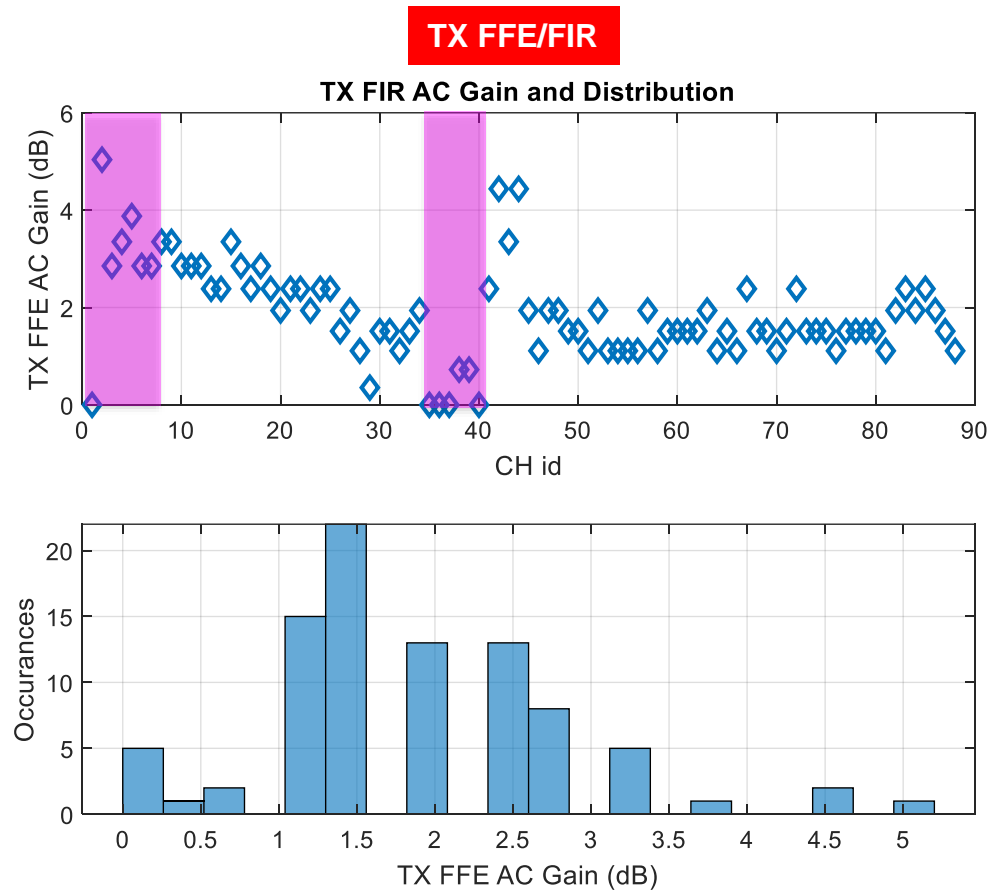 TX FFE/FIR
TX FIR AC Gain and Distribution
TX FFE AC Gain (dB)
6
4
2
0
0 10 20 30 40 50 60 70 80 90
CH id
Occurances
20
15
10
5
0
0 0.5 1 1.5 2 2.5 3 3.5 4 4.5 5
TX FFE AC Gain (dB)